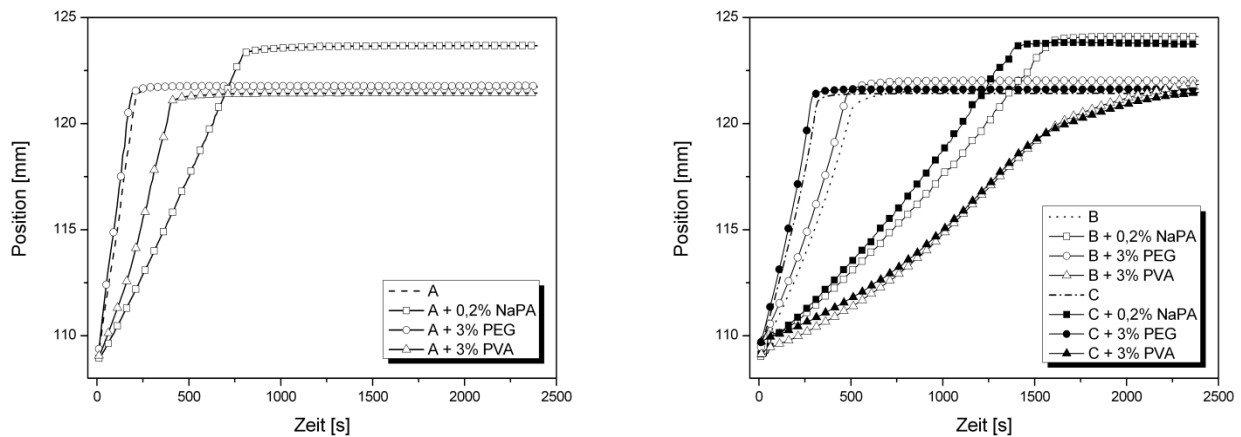 125
120
115
110
Position [mm]
0
500
1000
1500
2000
2500
Zeit [s]
A
A + 0,2% NaPA
A + 3% PEG
A + 3% PVA
125
120
115
110
Position [mm]
0
500
1000
1500
2000
2500
Zeit [s]
B
B + 0,2% NaPA
B + 3% PEG
B + 3% PVA
C
C + 0,2% NaPA
C + 3% PEG
C + 3% PVA